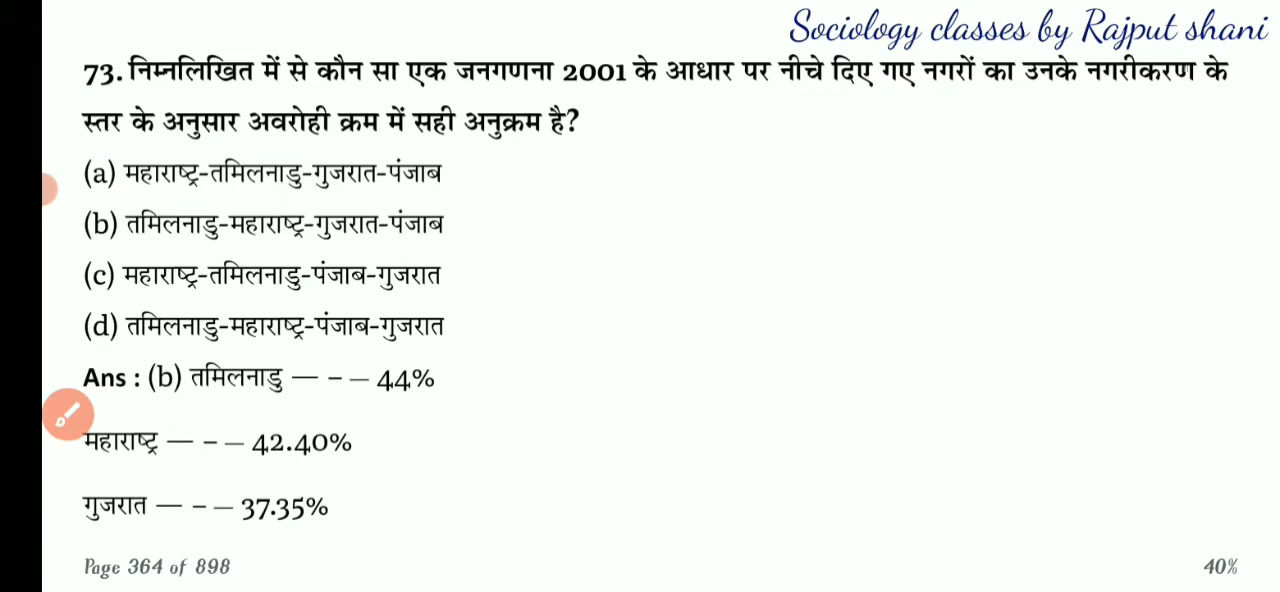 Sociology classes by Rajput shani
73. निम्नलिखित में से कौन सा एक जनगणना 2001 के आधार पर नीचे दिए गए नगरों का उनके नगरीकरण के
स्तर के अनुसार अवरोही क्रम में सही अनुक्रम है?
(a) महाराष्ट्र-तमिलनाडु-गुजरात-पंजाब
(b) तमिलनाडु-महाराष्ट्र-गुजरात-पंजाब
(c) महाराष्ट्र-तमिलनाडु-पंजाब-गुजरात
(d) तमिलनाडु-महाराष्ट्र-पंजाब-गुजरात
Ans : (b) तमिलनाडु — - — 44%
महाराष्ट्र — - — 42.40%
गुजरात — - — 37.35%
Page 364 of 898
40%